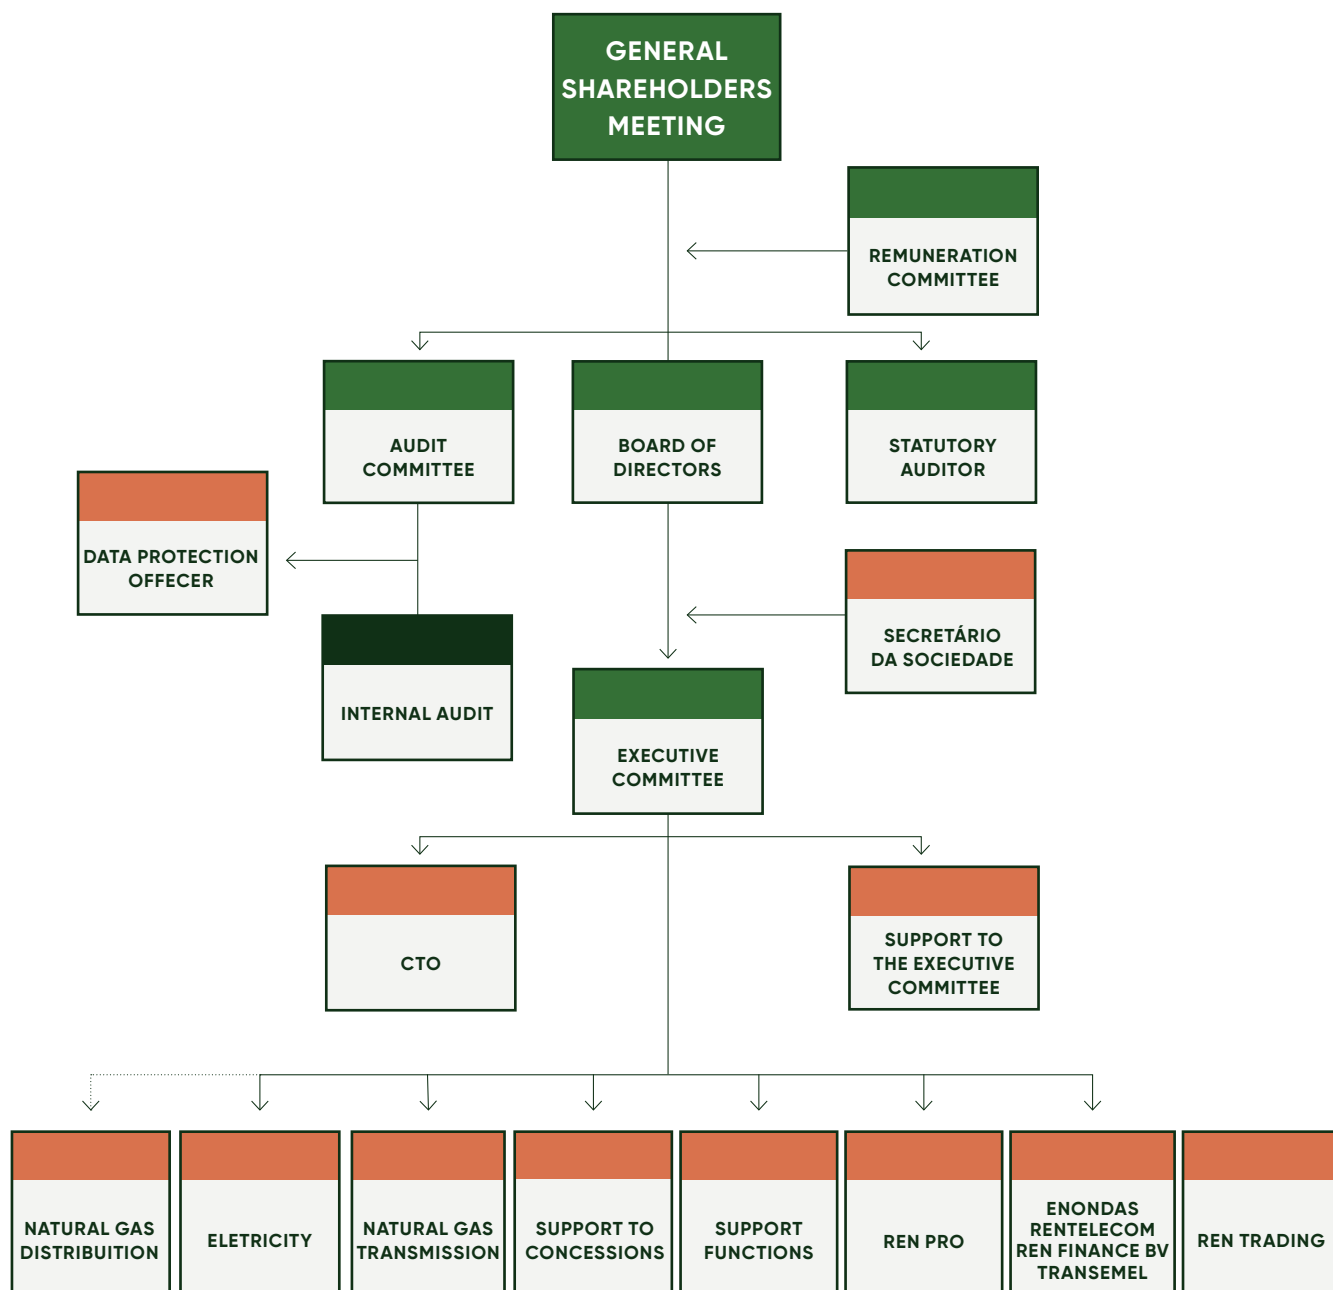 GENERAL
SHAREHOLDERS
MEETING
REMUNERATION
COMMITTEE
AUDIT
COMMITTEE
BOARD OF
DIRECTORS
STATUTORY
AUDITOR
DATA PROTECTION
OFFECER
SECRETÁRIO
DA SOCIEDADE
INTERNAL AUDIT
EXECUTIVE
COMMITTEE
CTO
SUPPORT TO
THE EXECUTIVE
COMMITTEE
NATURAL GAS
DISTRIBUITION
ELETRICITY
NATURAL GAS
TRANSMISSION
SUPPORT TO
CONCESSIONS
SUPPORT
FUNCTIONS
REN PRO
ENONDAS
RENTELECOM
REN FINANCE BV
TRANSEMEL
REN TRADING